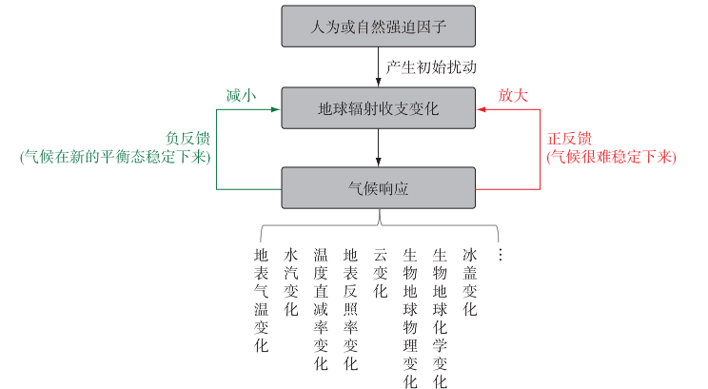 人为或自然强迫因子
产生初始扰动
减小
地球辐射收支变化
放大
负反馈
(气候在新的平衡态稳定下来)
正反馈
(气候很难稳定下来)
气候响应
地表气温变化
水汽变化
温度直减率变化
地表反照率变化
云变化
生物地球物理变化
生物地球化学变化
冰盖变化
…